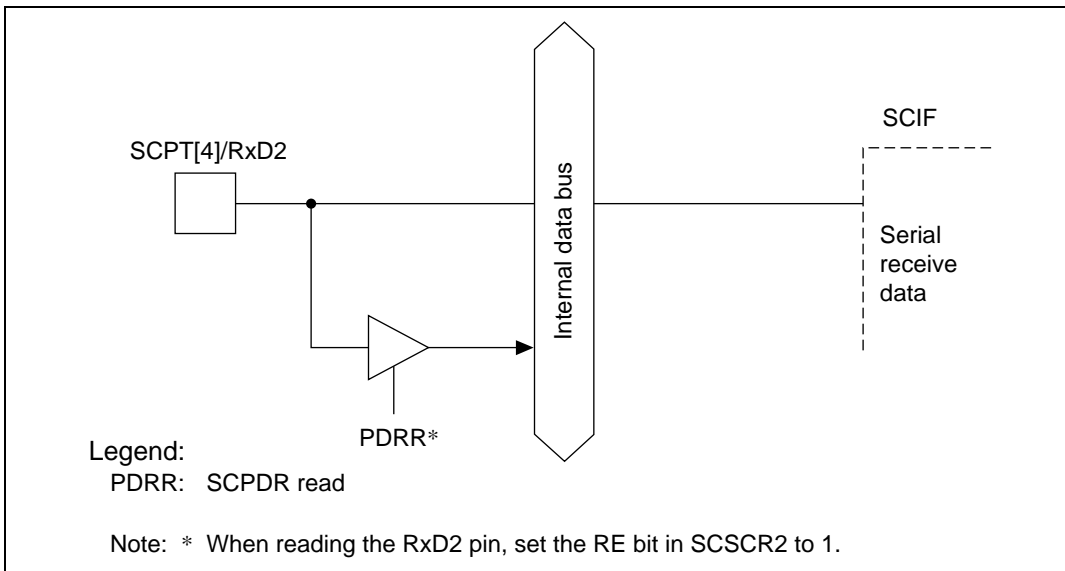 SCIF
SCPT[4]/RxD2
Internal data bus
Serial
receive
data
PDRR*
Legend:
PDRR: SCPDR read
Note: * When reading the RxD2 pin, set the RE bit in SCSCR2 to 1.